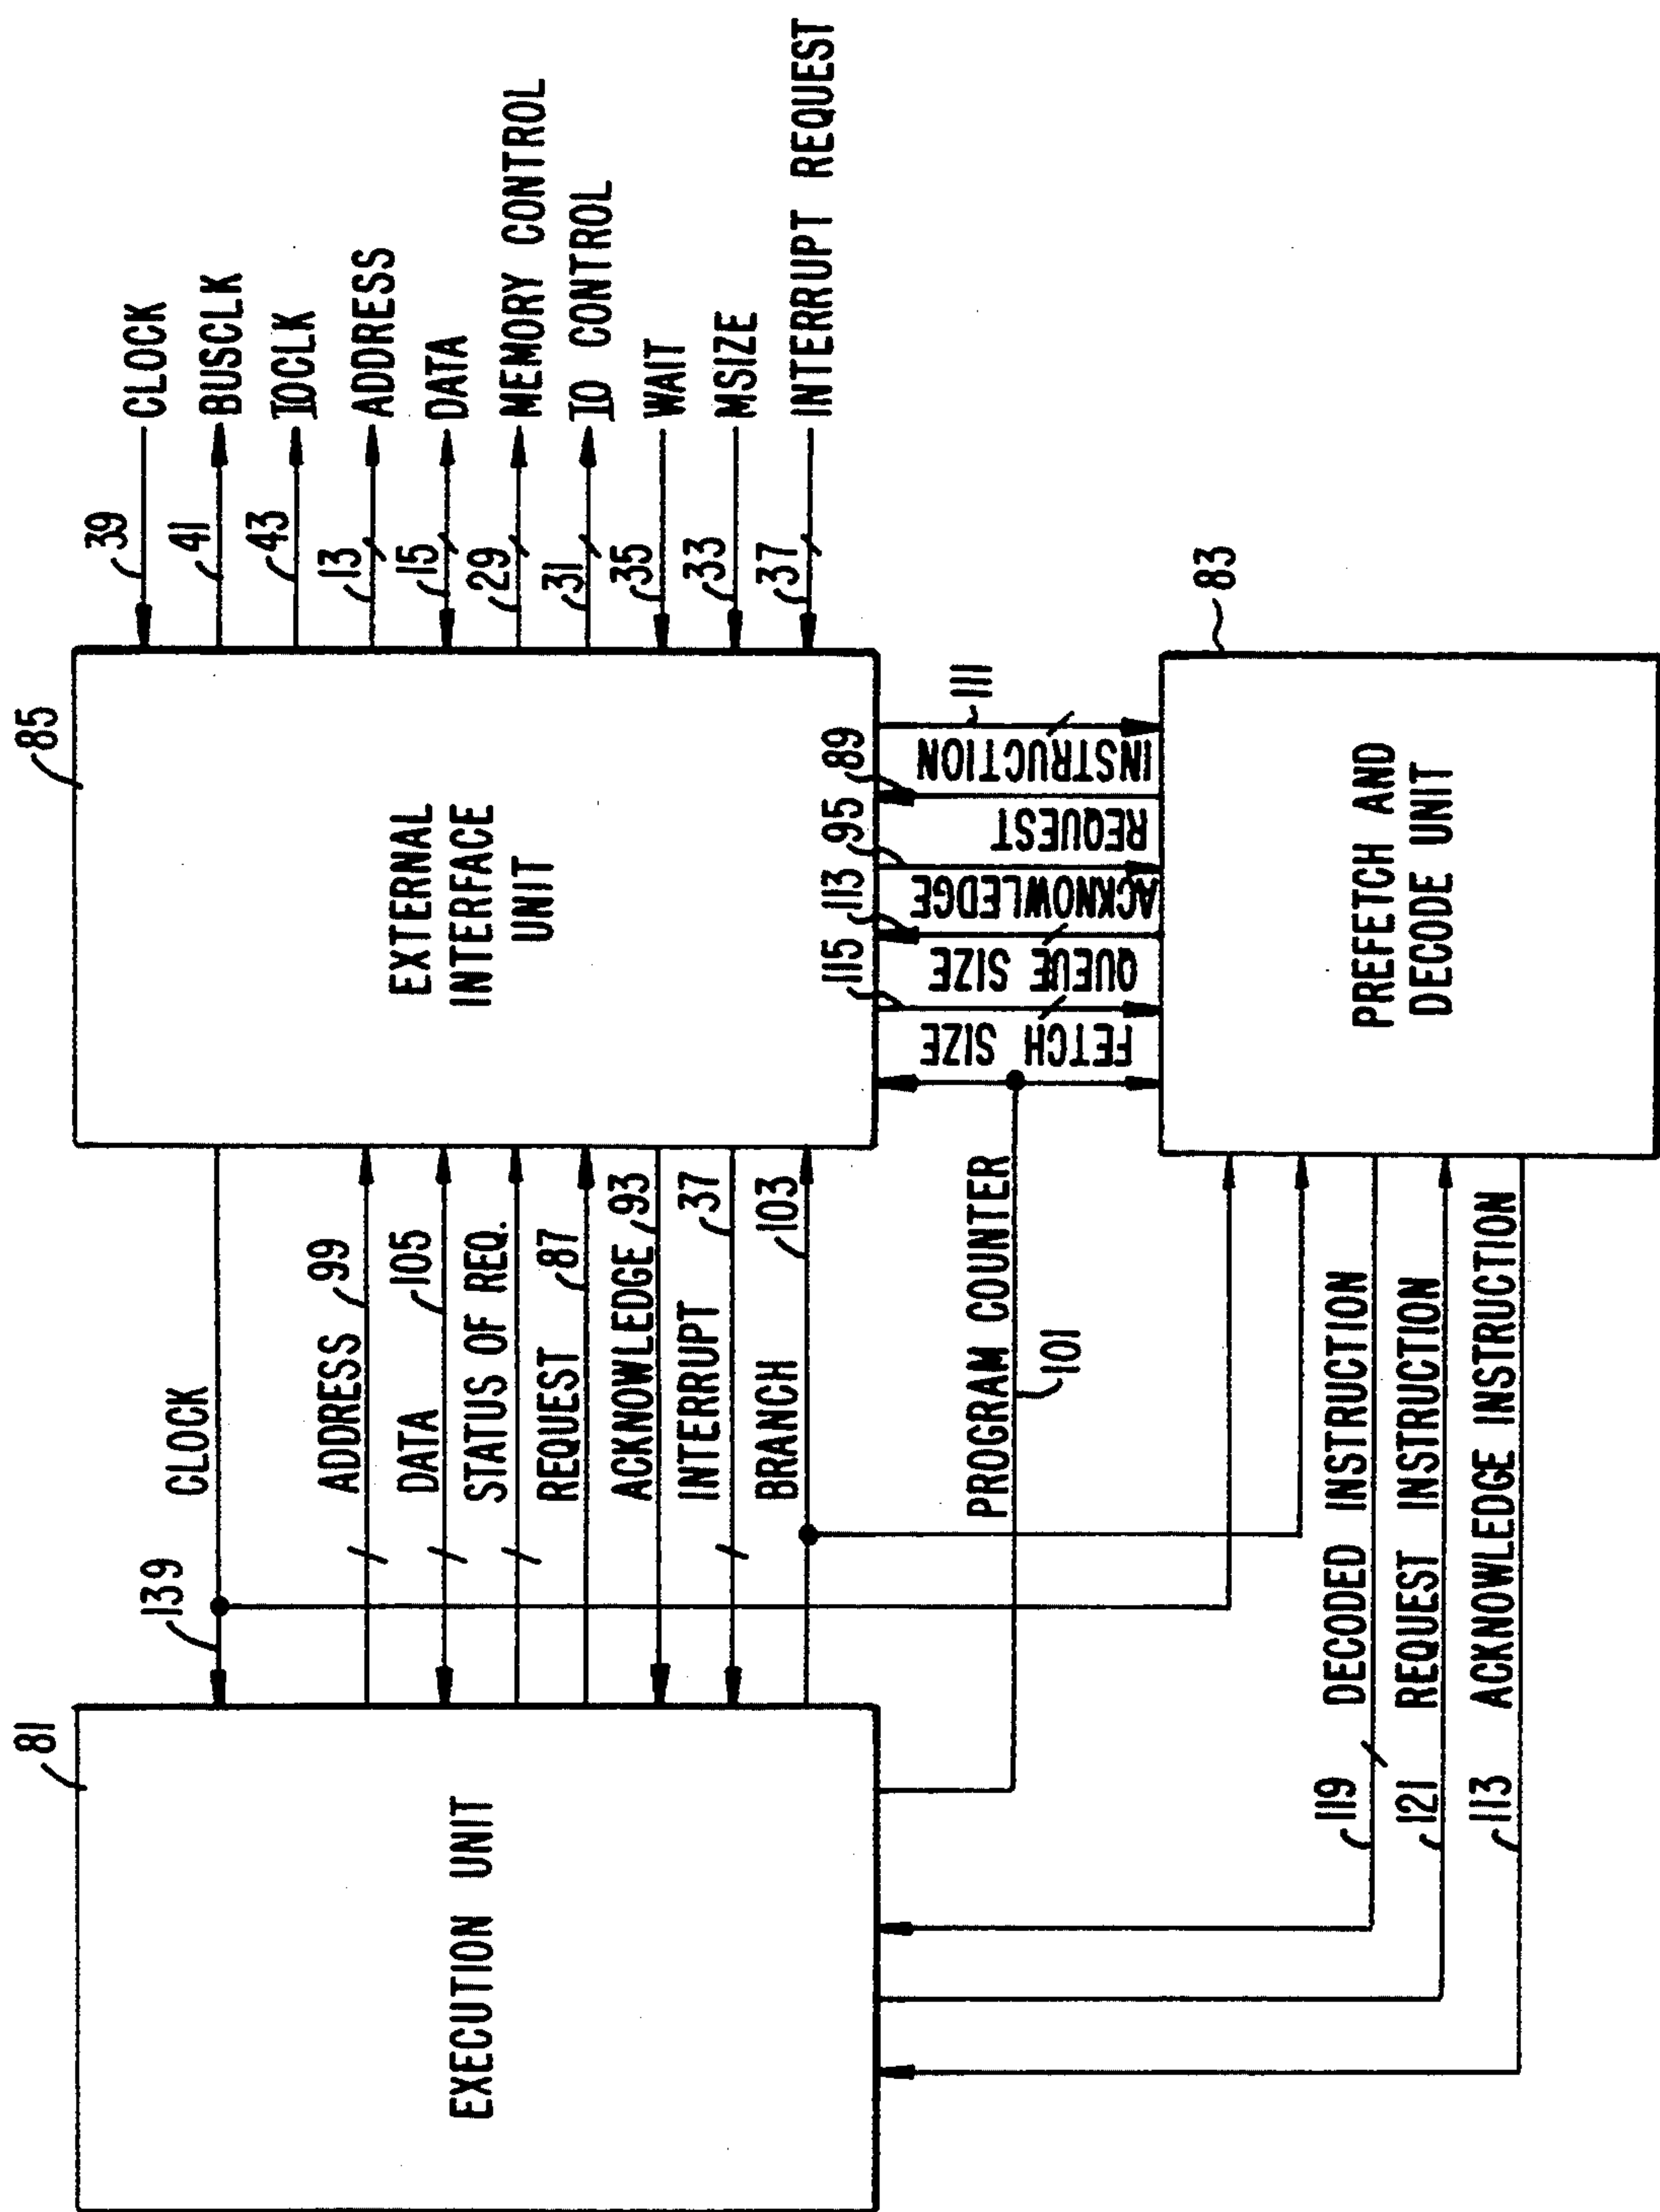 81
EXECUTION UNIT
85
EXTERNAL
INTERFACE
UNIT
83
PREFETCH AND
DECODE UNIT
139
CLOCK
ADDRESS 99
DATA 105
STATUS OF REQ.
REQUEST 87
ACKNOWLEDGE 93
INTERRUPT 37
BRANCH 103
PROGRAM COUNTER
101
119 DECODED INSTRUCTION
121 REQUEST INSTRUCTION
113 ACKNOWLEDGE INSTRUCTION
115
FETCH SIZE
113
QUEUE SIZE
95
ACKNOWLEDGE
89
REQUEST
111
INSTRUCTION
39 CLOCK
41 BUSCLK
43 IOCLK
13 ADDRESS
15 DATA
29 MEMORY CONTROL
31 IO CONTROL
35 WAIT
33 MSIZE
37 INTERRUPT REQUEST